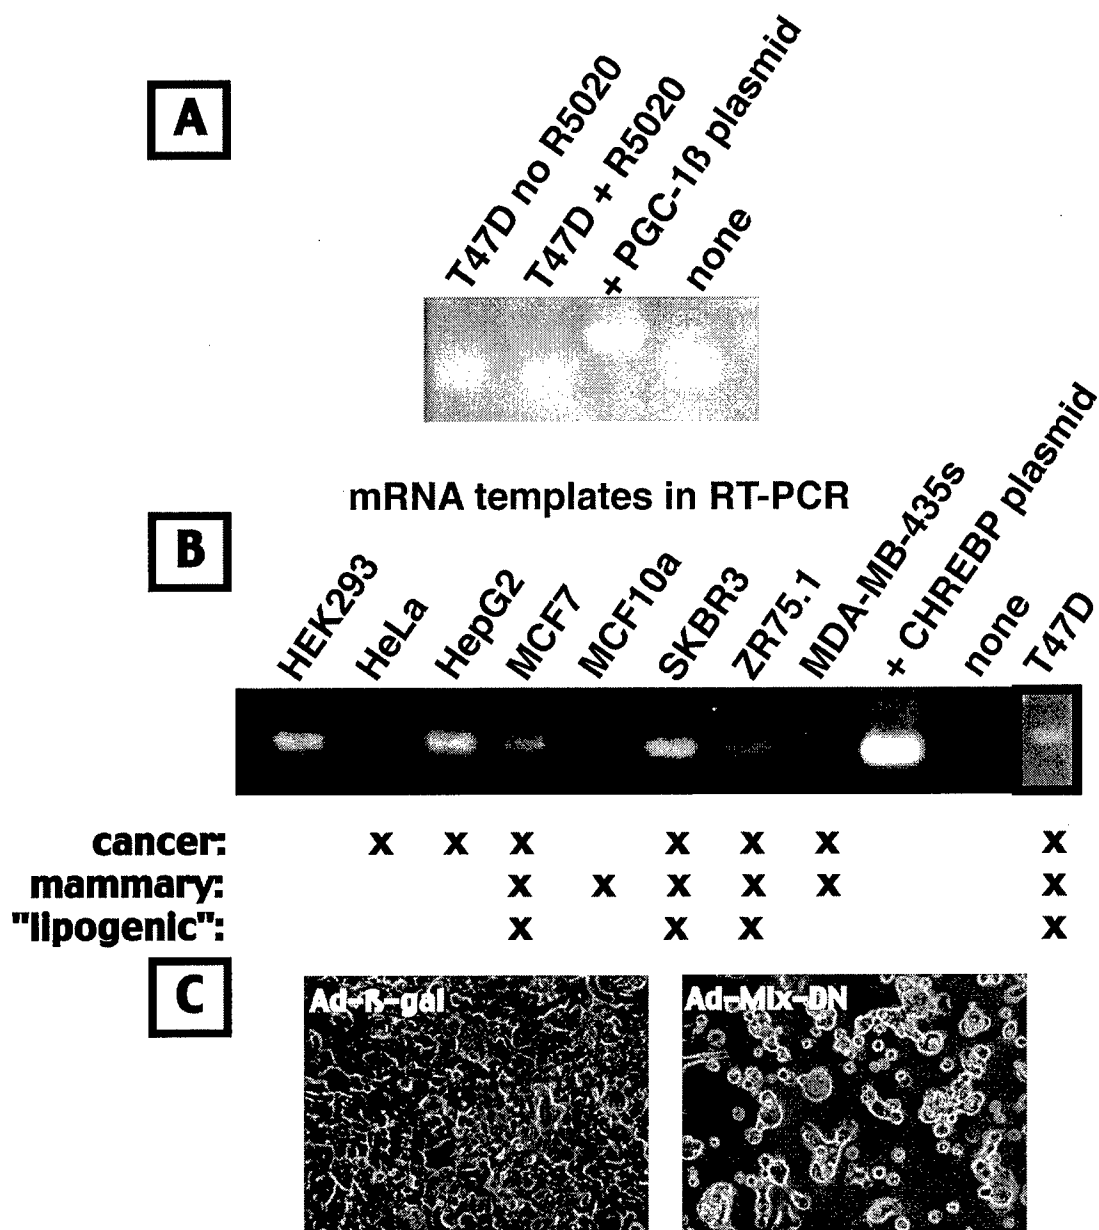 A
T47D no R5020
T47D + R5020
+ PGC-1ß plasmid
none
mRNA templates in RT-PCR
B
HEK293
HeLa
HepG2
MCF7
MCF10a
SKBR3
ZR75.1
MDA-MB-435s
+ CHREBP plasmid
none
T47D
cancer: x x x x x x x
mammary: x x x x x x
"lipogenic": x x x x
C
Ad-ß-gal
Ad-Mlx-DN